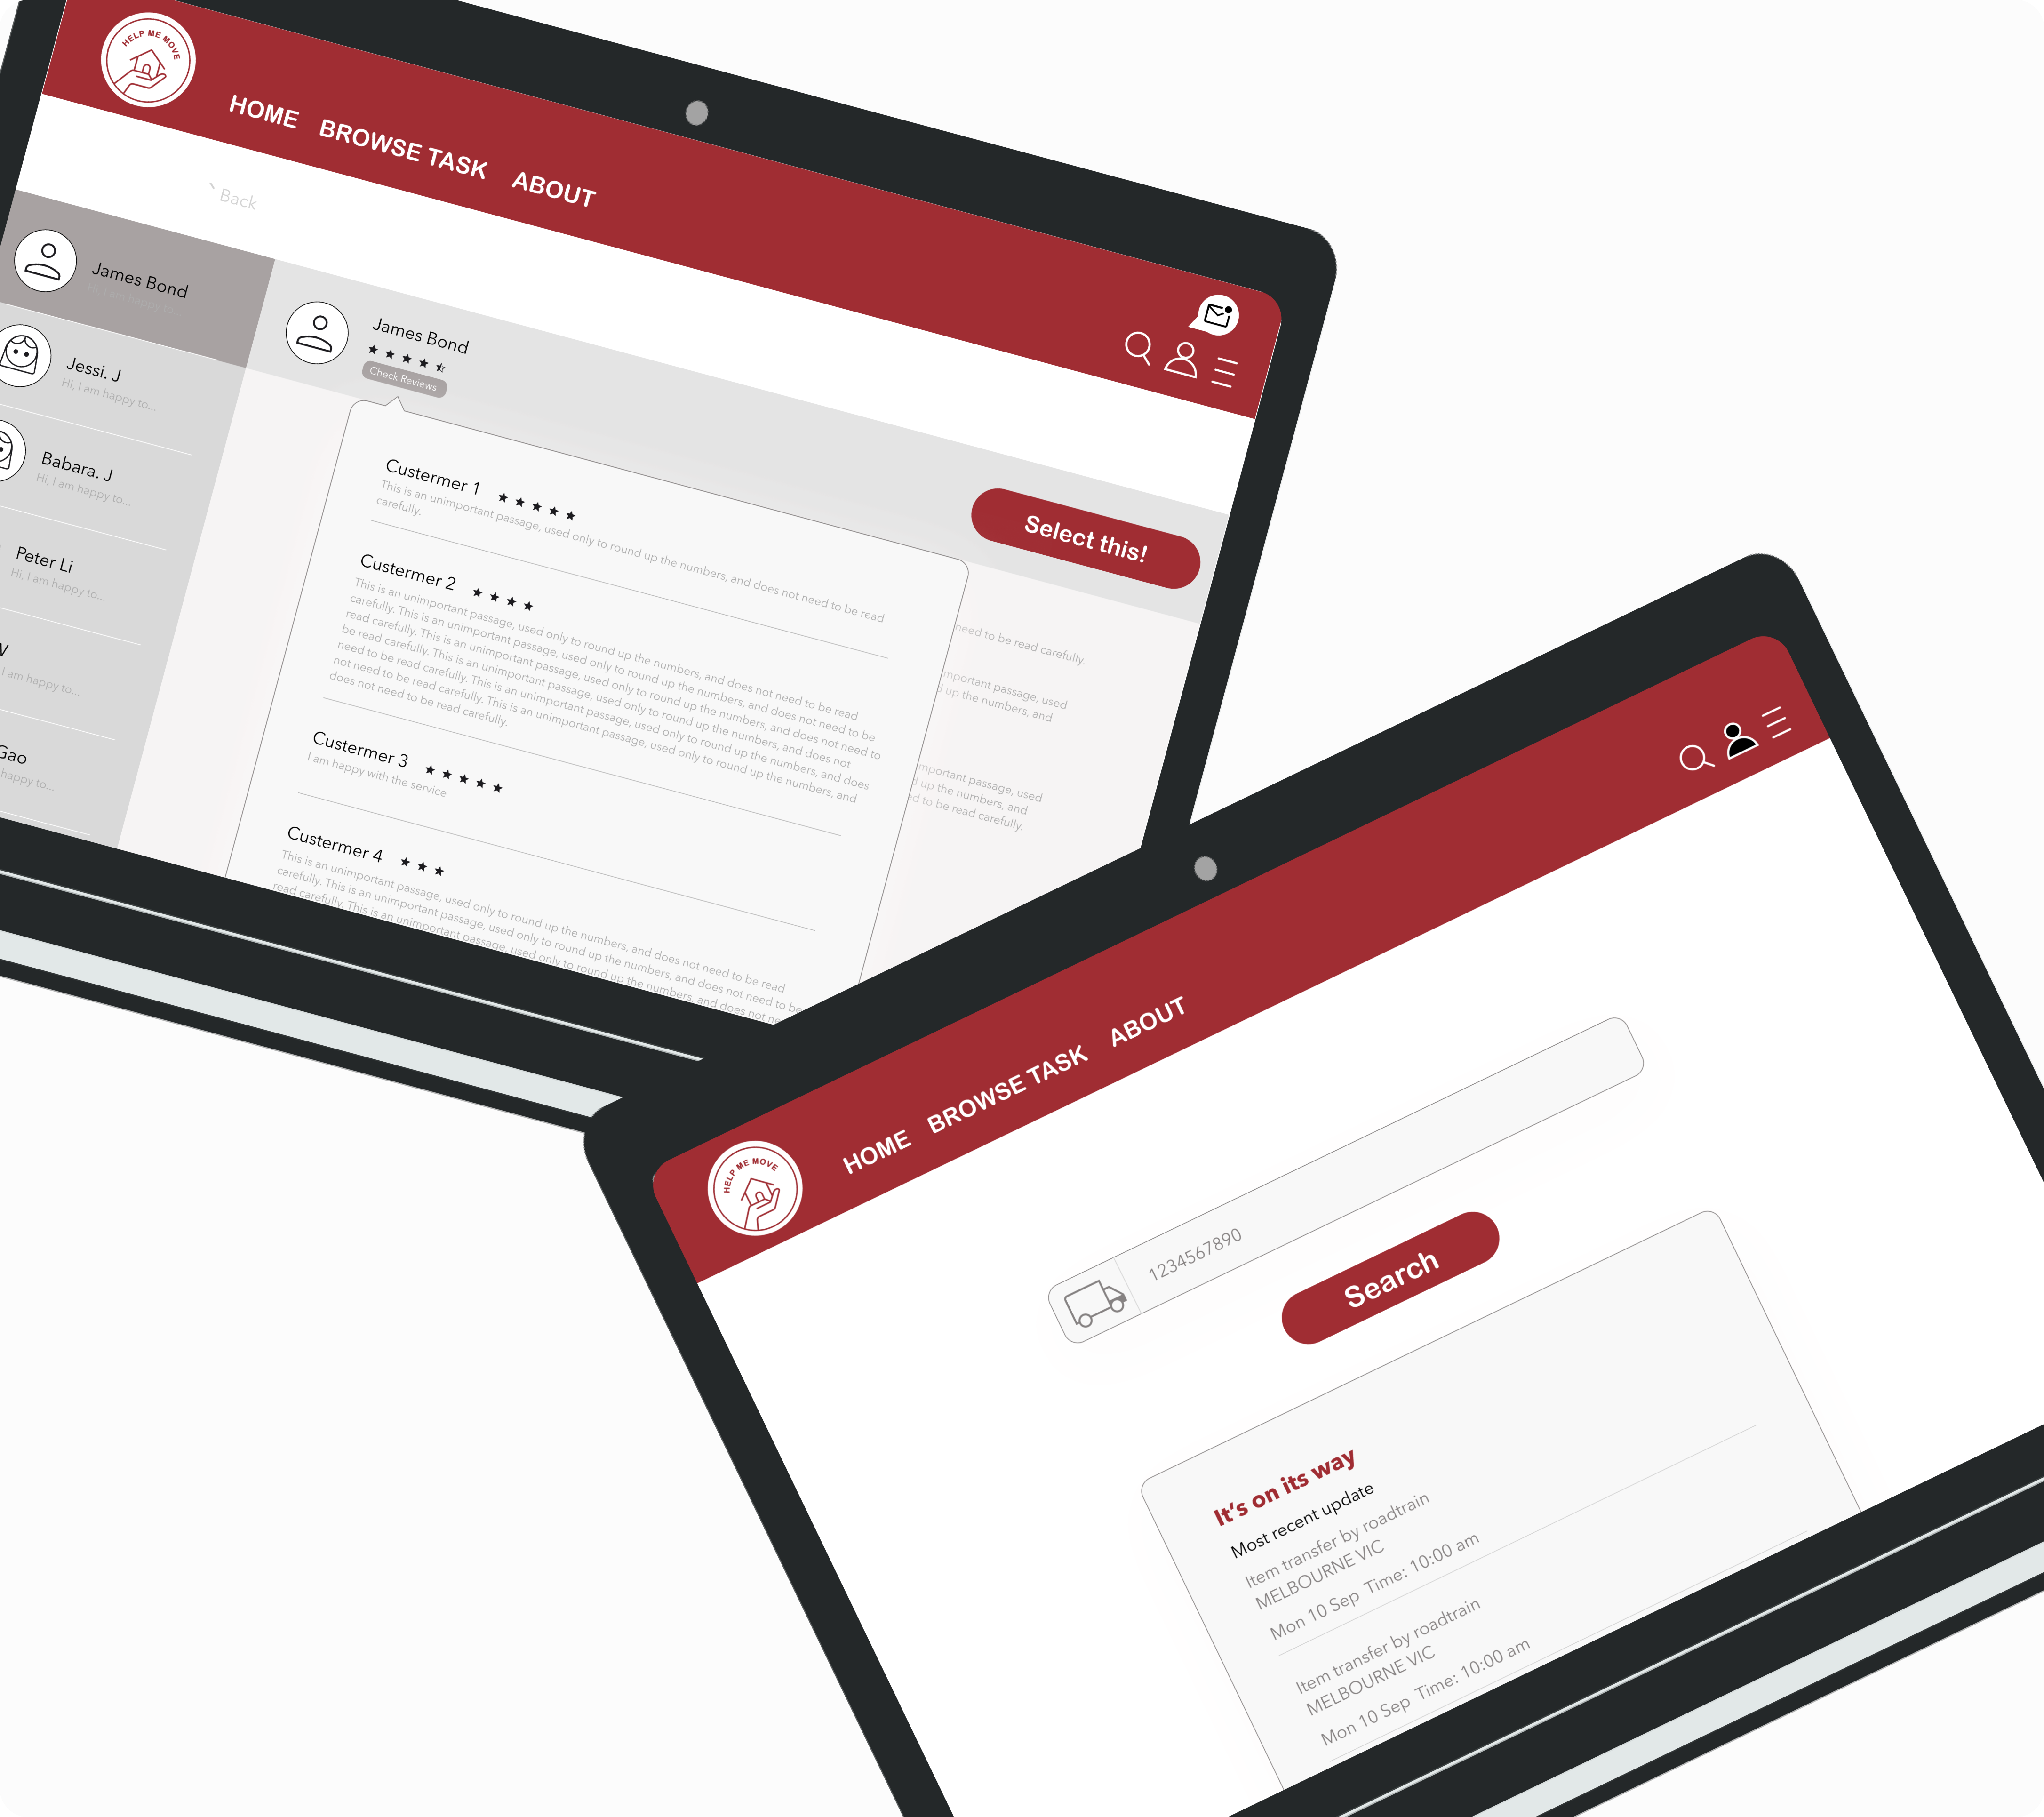 HELP ME MOVE
HOME BROWSE TASK ABOUT
Back
James Bond
Hi, I am happy to...
Jessi. J
Hi, I am happy to...
Babara. J
Hi, I am happy to...
Peter Li
Hi, I am happy to...
I am happy to...
Gao
happy to...
James Bond
Check Reviews
Select this!
Custermer 1
This is an unimportant passage, used only to round up the numbers, and does not need to be read
carefully.
Custermer 2
This is an unimportant passage, used only to round up the numbers, and does not need to be read
carefully. This is an unimportant passage, used only to round up the numbers, and does not need to be
read carefully. This is an unimportant passage, used only to round up the numbers, and does not need to
be read carefully. This is an unimportant passage, used only to round up the numbers, and does not
need to be read carefully. This is an unimportant passage, used only to round up the numbers, and does
not need to be read carefully. This is an unimportant passage, used only to round up the numbers, and
does not need to be read carefully.
Custermer 3
I am happy with the service
Custermer 4
This is an unimportant passage, used only to round up the numbers, and does not need to be read
carefully. This is an unimportant passage, used only to round up the numbers, and does not need to be
read carefully. This is an unimportant passage, used only to round up the numbers, and does not ne
need to be read carefully.
mportant passage, used
up the numbers, and
mportant passage, used
up the numbers, and
d to be read carefully.
HELP ME MOVE
HOME BROWSE TASK ABOUT
1234567890
Search
It's on its way
Most recent update
Item transfer by roadtrain
MELBOURNE VIC
Mon 10 Sep Time: 10:00 am
Item transfer by roadtrain
MELBOURNE VIC
Mon 10 Sep Time: 10:00 am